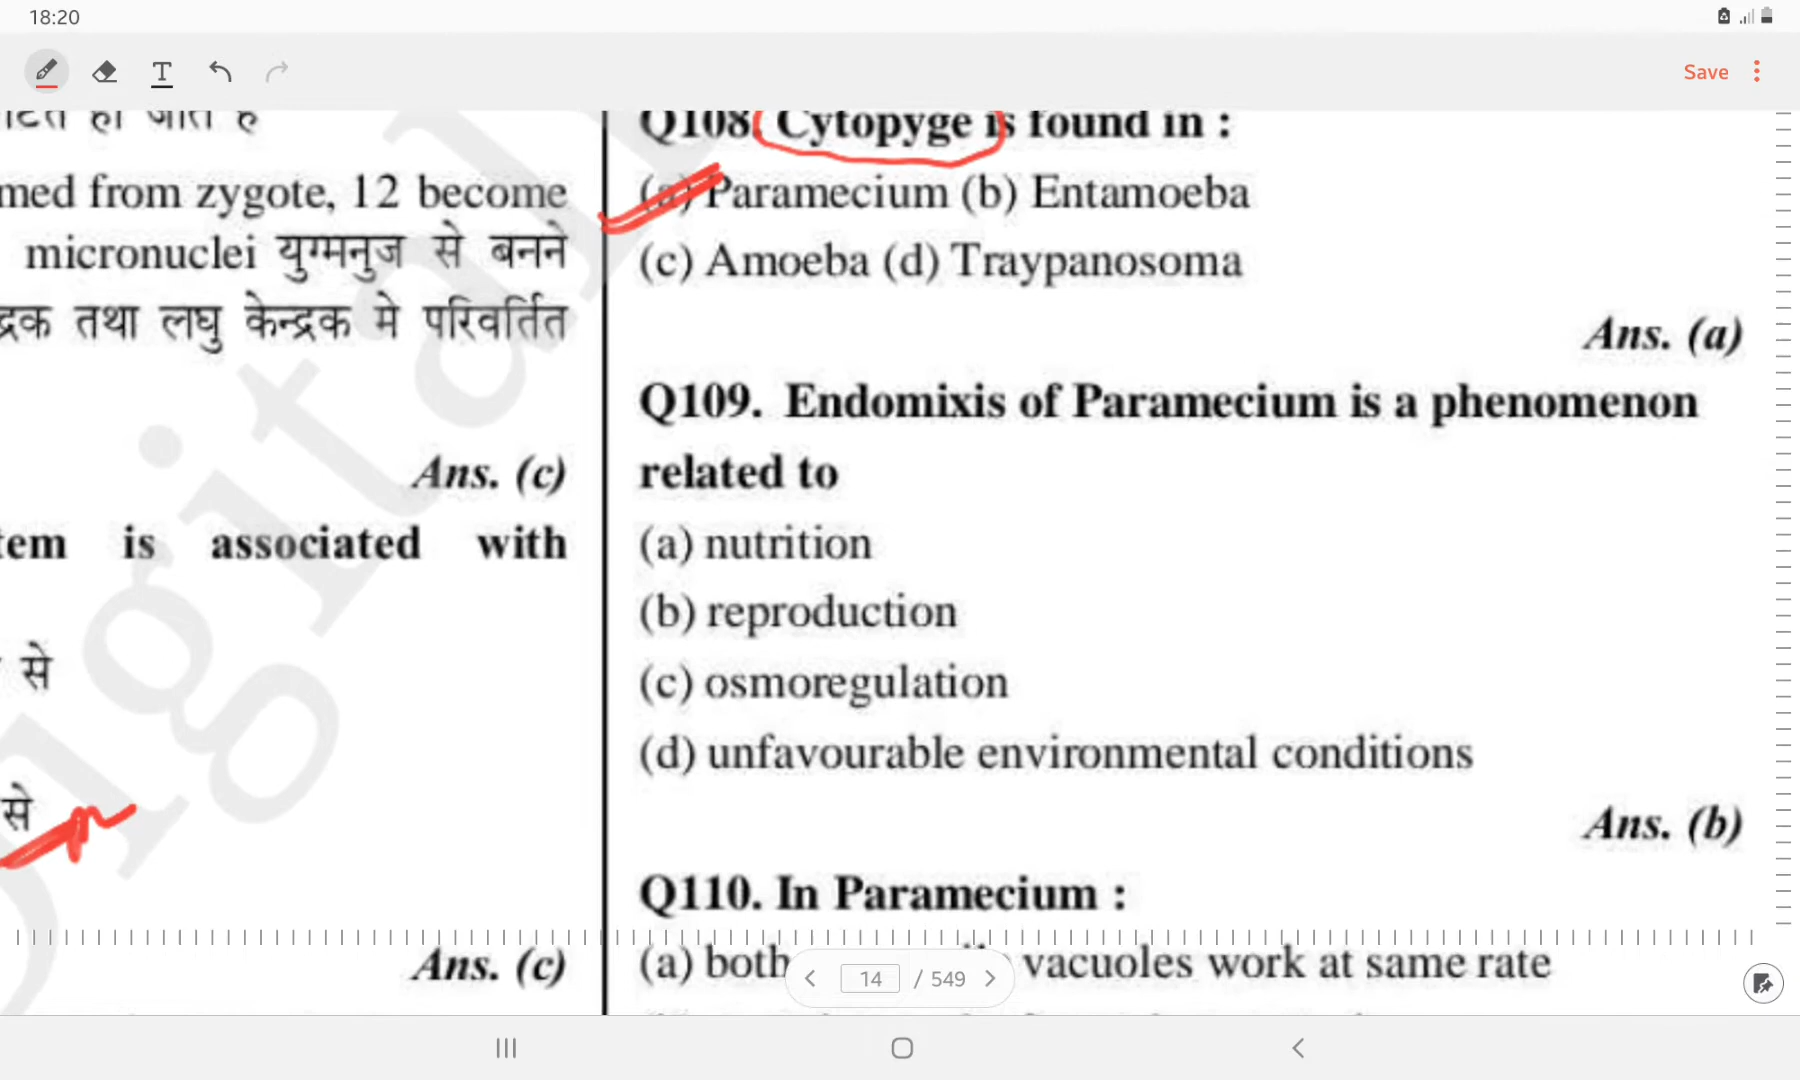 18:20
Save
med from zygote, 12 become
micronuclei युग्मनुज से बनने
द्रक तथा लघु केन्द्रक मे परिवर्तित
Ans. (c)
tem is associated with
से
से
Ans. (c)
Q108. Cytopyge is found in :
(a) Paramecium (b) Entamoeba
(c) Amoeba (d) Traypanosoma
Ans. (a)
Q109. Endomixis of Paramecium is a phenomenon
related to
(a) nutrition
(b) reproduction
(c) osmoregulation
(d) unfavourable environmental conditions
Ans. (b)
Q110. In Paramecium :
(a) both vacuoles work at same rate
14 / 549